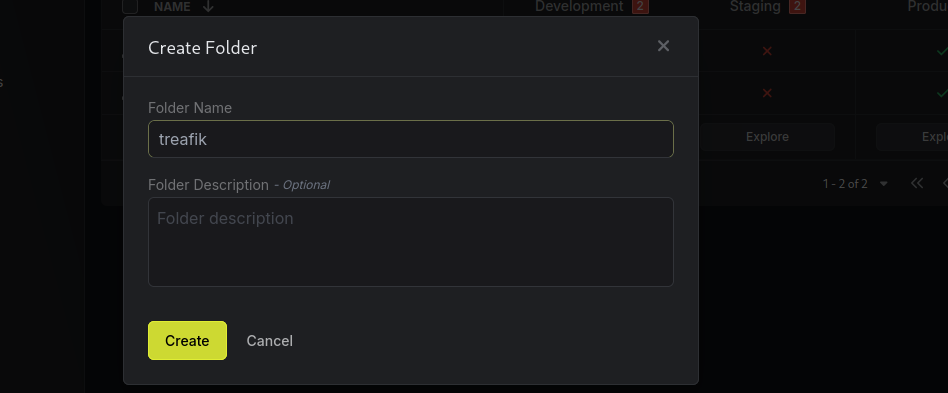 NAME ↓ Development 2 Staging 2 Produ
Create Folder
s
Folder Name
treafik
Explore Expl
Folder Description - Optional
1 - 2 of 2
Folder description
Create Cancel